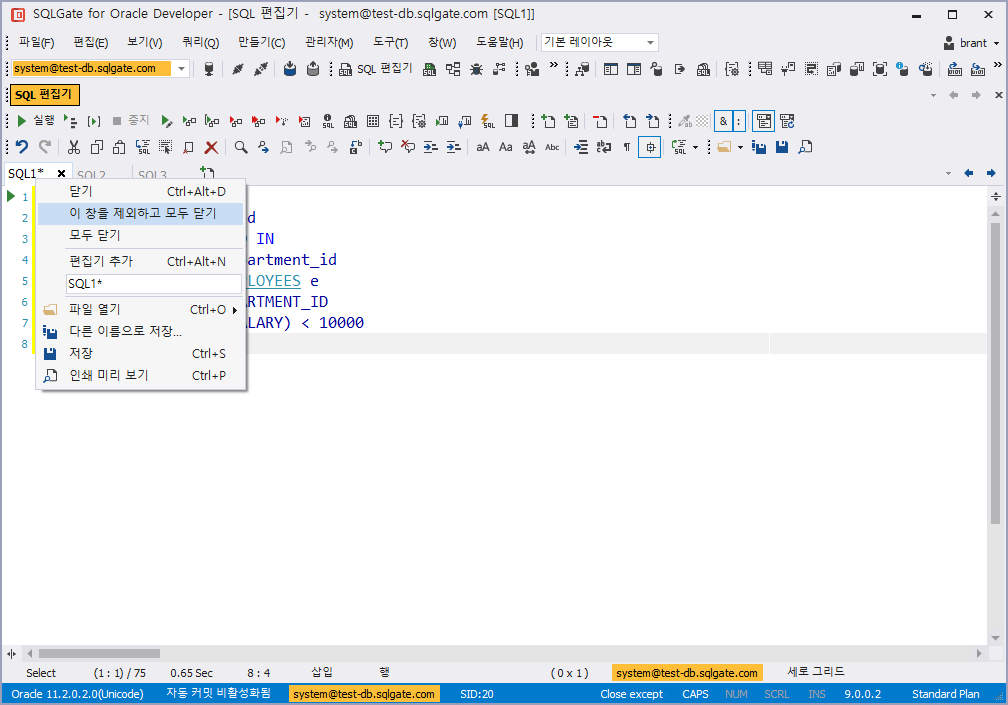 SQLGate for Oracle Developer - [SQL 편집기 - system@test-db.sqlgate.com [SQL1]]
파일(F) 편집(E) 보기(V) 쿼리(Q) 만들기(C) 관리자(M) 도구(T) 창(W) 도움말(H) 기본 레이아웃 brant
system@test-db.sqlgate.com SQL 편집기
SQL 편집기
실행 중지
SQL1* SQL2 SQL3
닫기 Ctrl+Alt+D
이 창을 제외하고 모두 닫기
모두 닫기
편집기 추가 Ctrl+Alt+N
SQL1*
파일 열기 Ctrl+O
다른 이름으로 저장...
저장 Ctrl+S
인쇄 미리 보기 Ctrl+P
1
2 d
3 IN
4 artment_id
5 LOYEES e
6 ARTMENT_ID
7 LARY) < 10000
8
Select (1 : 1) / 75 0.65 Sec 8 : 4 삽입 행 ( 0 x 1 ) system@test-db.sqlgate.com 세로 그리드
Oracle 11.2.0.2.0(Unicode) 자동 커밋 비활성화됨 system@test-db.sqlgate.com SID:20 Close except CAPS NUM SCRL INS 9.0.0.2 Standard Plan